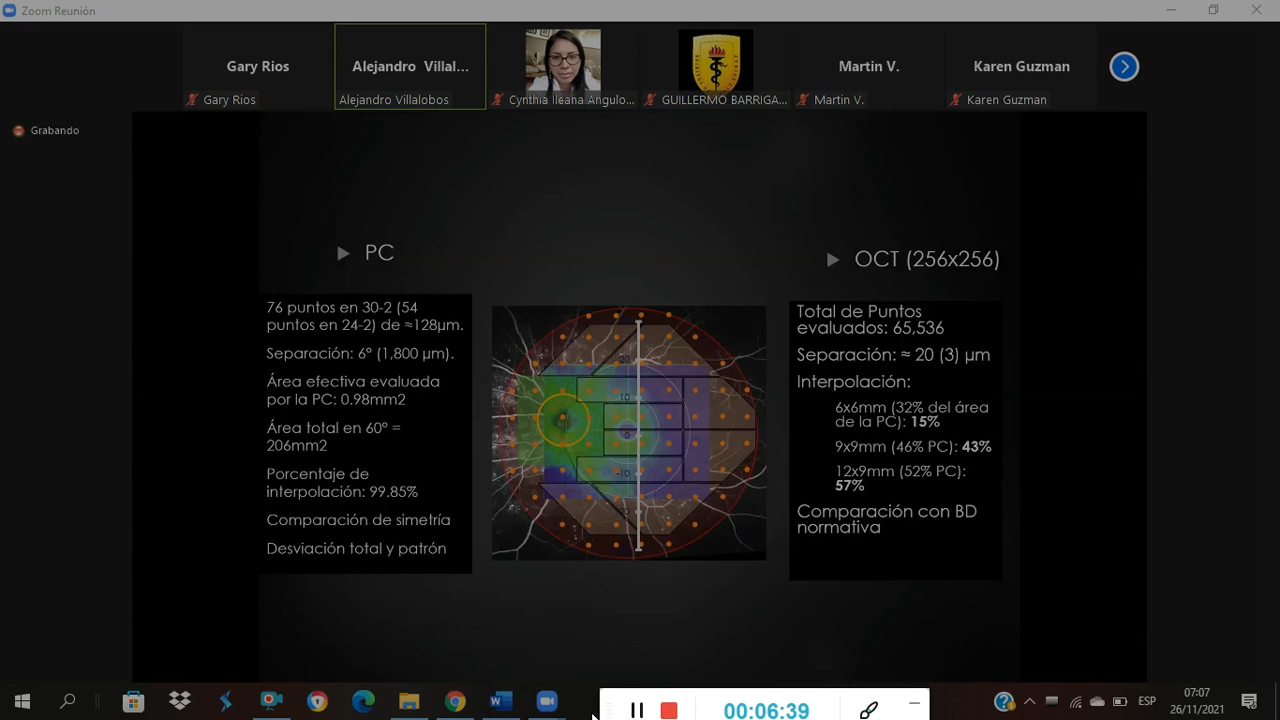 Zoom Reunión
Gary Rios
Alejandro Villal...
Martin V.
Karen Guzman
Gary Rios
Alejandro Villalobos
Cynthia Ileana Angulo...
GUILLERMO BARRIGA...
Martin V.
Karen Guzman
Grabando
PC
76 puntos en 30-2 (54
puntos en 24-2) de ≈128µm.
Separación: 6° (1,800 µm).
Área efectiva evaluada
por la PC: 0.98mm2
Área total en 60° =
206mm2
Porcentaje de
interpolación: 99.85%
Comparación de simetría
Desviación total y patrón
20
10
0
-10
OCT (256x256)
Total de Puntos
evaluados: 65,536
Separación: ≈ 20 (3) µm
Interpolación:
6x6mm (32% del área
de la PC): 15%
9x9mm (46% PC): 43%
12x9mm (52% PC):
57%
Comparación con BD
normativa
00:06:39
ESP
07:07
26/11/2021